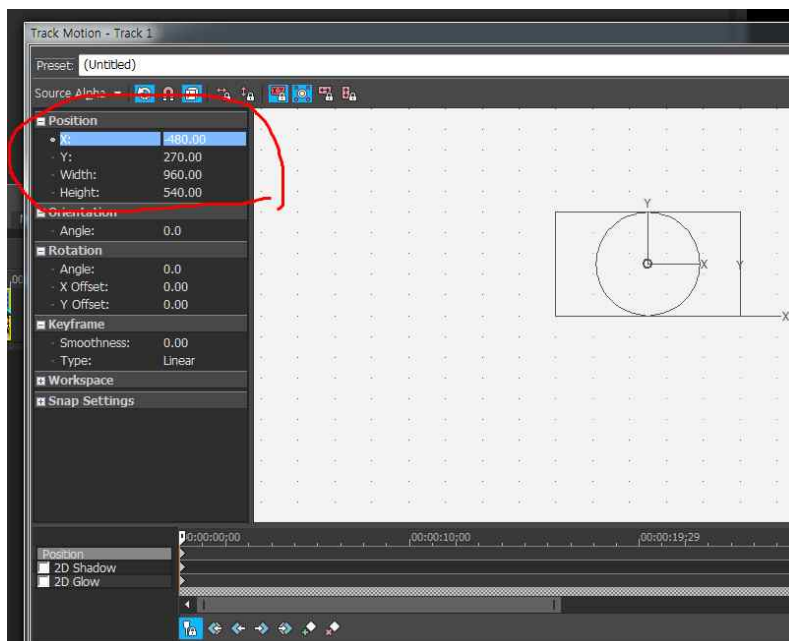 Track Motion - Track 1
Preset: (Untitled)
Source Alpha
Position
X: -480.00
Y: 270.00
Width: 960.00
Height: 540.00
Orientation
Angle: 0.0
Rotation
Angle: 0.0
X Offset: 0.00
Y Offset: 0.00
Keyframe
Smoothness: 0.00
Type: Linear
Workspace
Snap Settings
Y
X Y
X
00:00:00;00 00:00:10;00 00:00:19;29
Position
2D Shadow
2D Glow